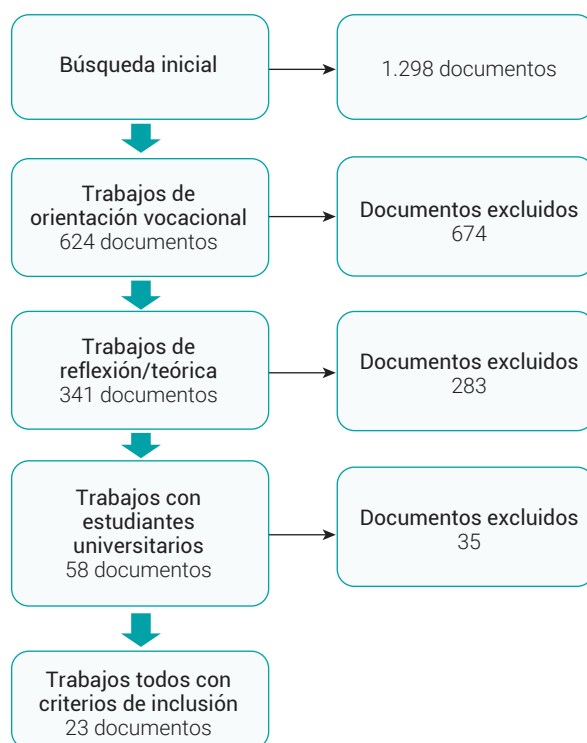 Búsqueda inicial
1.298 documentos
Trabajos de
orientación vocacional
624 documentos
Documentos excluidos
674
Trabajos de
reflexión/teórica
341 documentos
Documentos excluidos
283
Trabajos con
estudiantes
universitarios
58 documentos
Documentos excluidos
35
Trabajos todos con
criterios de inclusión
23 documentos